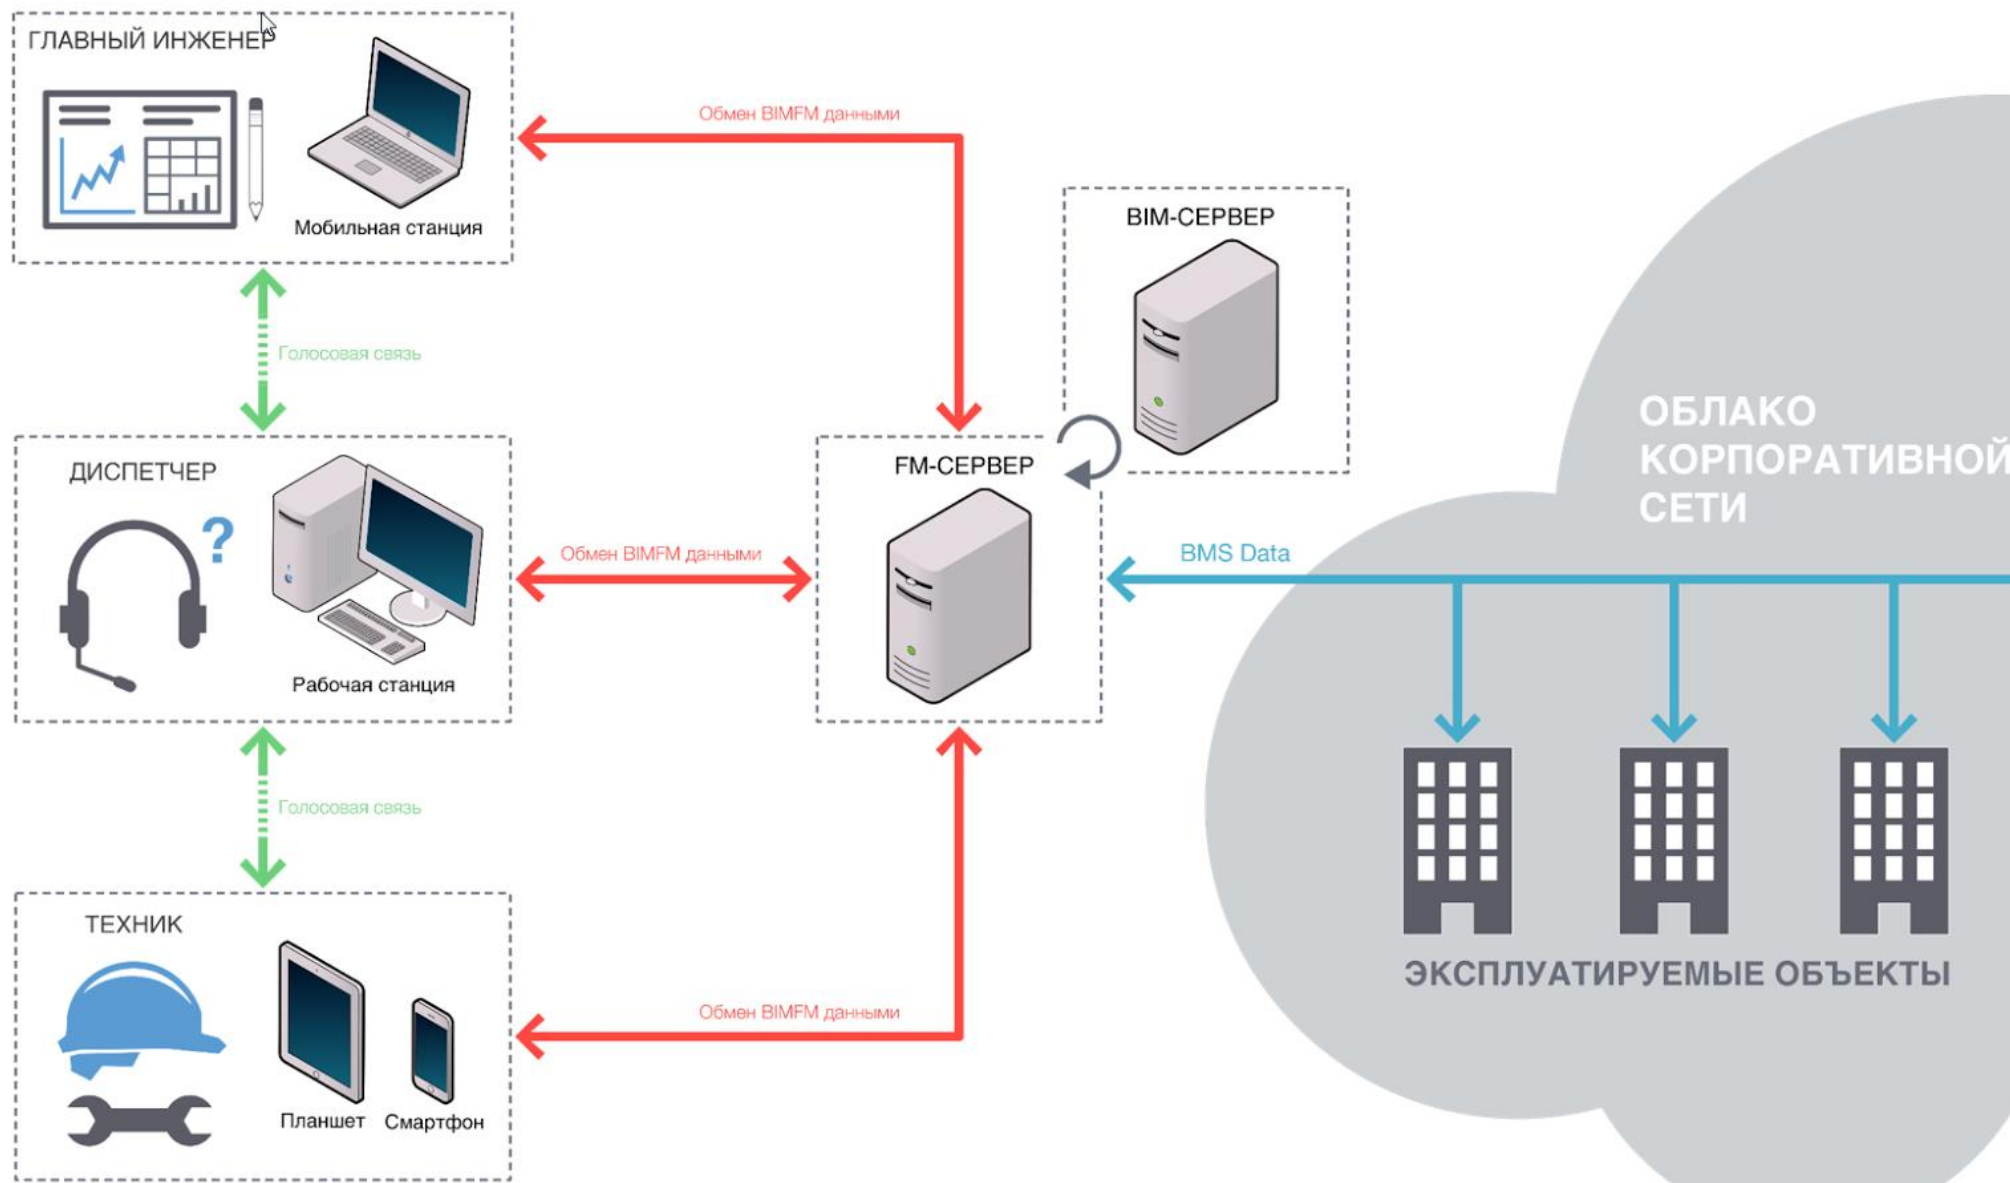 ГЛАВНЫЙ ИНЖЕНЕР
Мобильная станция
Обмен BIMFM данными
BIM-СЕРВЕР
Голосовая связь
ОБЛАКО
КОРПОРАТИВНОЙ
СЕТИ
ДИСПЕТЧЕР
?
Рабочая станция
Обмен BIMFM данными
FM-СЕРВЕР
BMS Data
Голосовая связь
ЭКСПЛУАТИРУЕМЫЕ ОБЪЕКТЫ
ТЕХНИК
Планшет
Смартфон
Обмен BIMFM данными